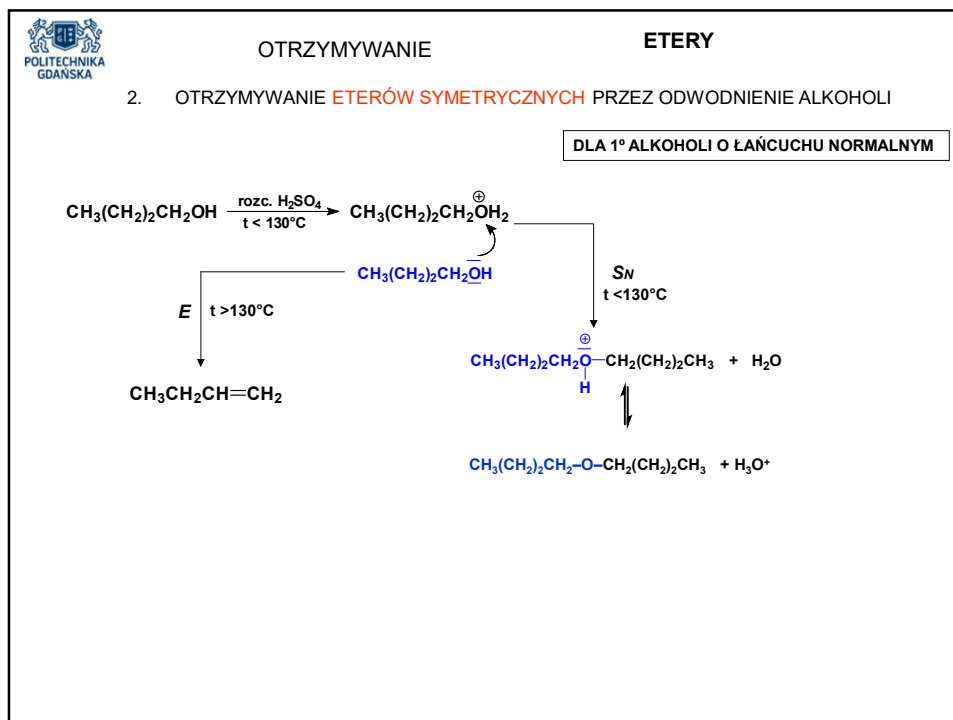 POLITECHNIKA
GDAŃSKA
OTRZYMYWANIE
ETERY
2. OTRZYMYWANIE ETERÓW SYMETRYCZNYCH PRZEZ ODWODNIENIE ALKOHOLI
DLA 1º ALKOHOLI O ŁAŃCUCHU NORMALNYM
CH₃(CH₂)₂CH₂OH
rozc. H₂SO₄
t < 130°C
⊕
CH₃(CH₂)₂CH₂OH₂
CH₃(CH₂)₂CH₂OH
E
t >130°C
SN
t <130°C
CH₃CH₂CH=CH₂
⊕
CH₃(CH₂)₂CH₂O–CH₂(CH₂)₂CH₃ + H₂O
H
CH₃(CH₂)₂CH₂–O–CH₂(CH₂)₂CH₃ + H₃O⁺